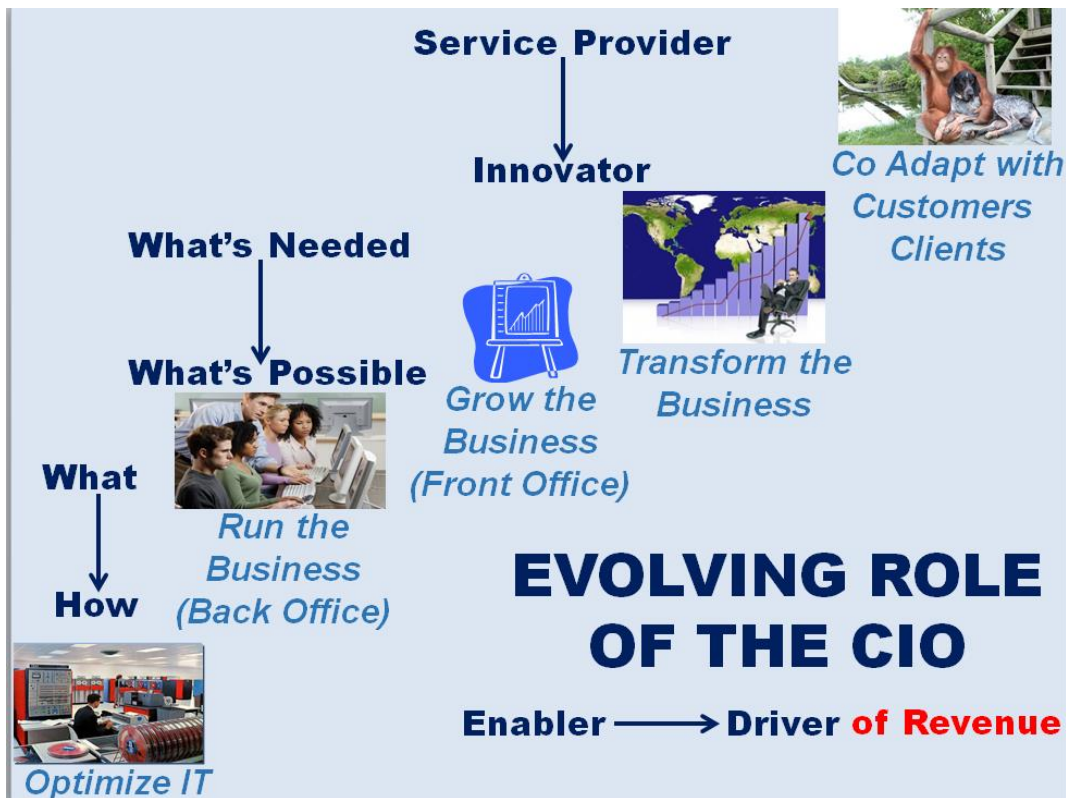 Service Provider
Innovator
Co Adapt with
Customers
Clients
What's Needed
What's Possible
Transform the
Business
Grow the
Business
(Front Office)
What
How
Run the
Business
(Back Office)
EVOLVING ROLE
OF THE CIO
Enabler Driver of Revenue
Optimize IT